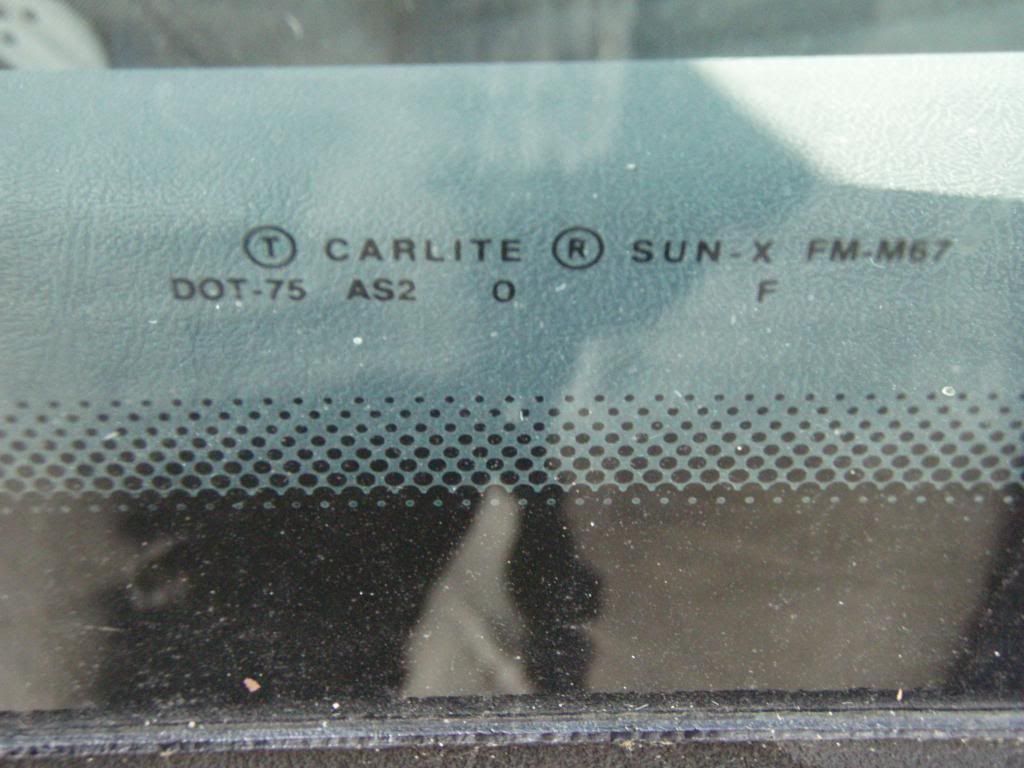 Ⓣ CARLITE ® SUN-X FM-M67
DOT-75 AS2 O F